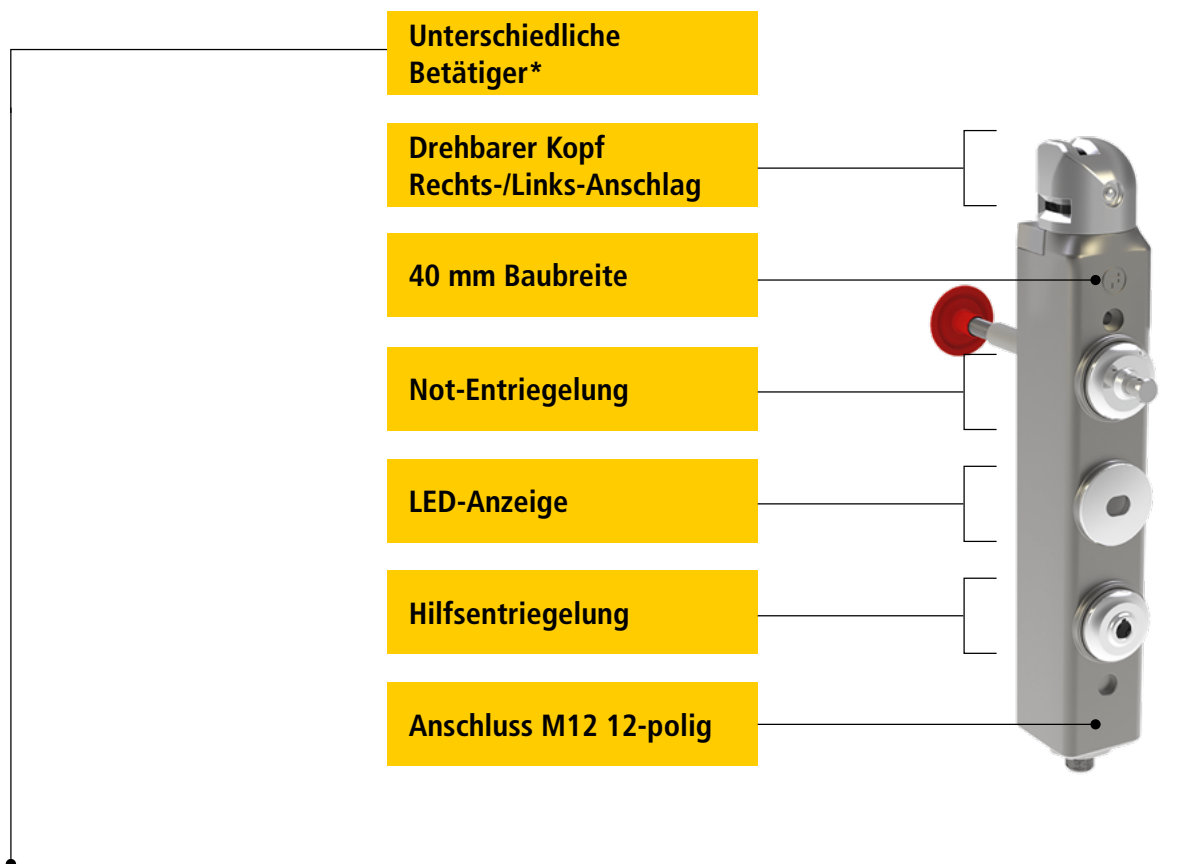 Unterschiedliche
Betätiger*
Drehbarer Kopf
Rechts-/Links-Anschlag
40 mm Baubreite
Not-Entriegelung
LED-Anzeige
Hilfsentriegelung
Anschluss M12 12-polig